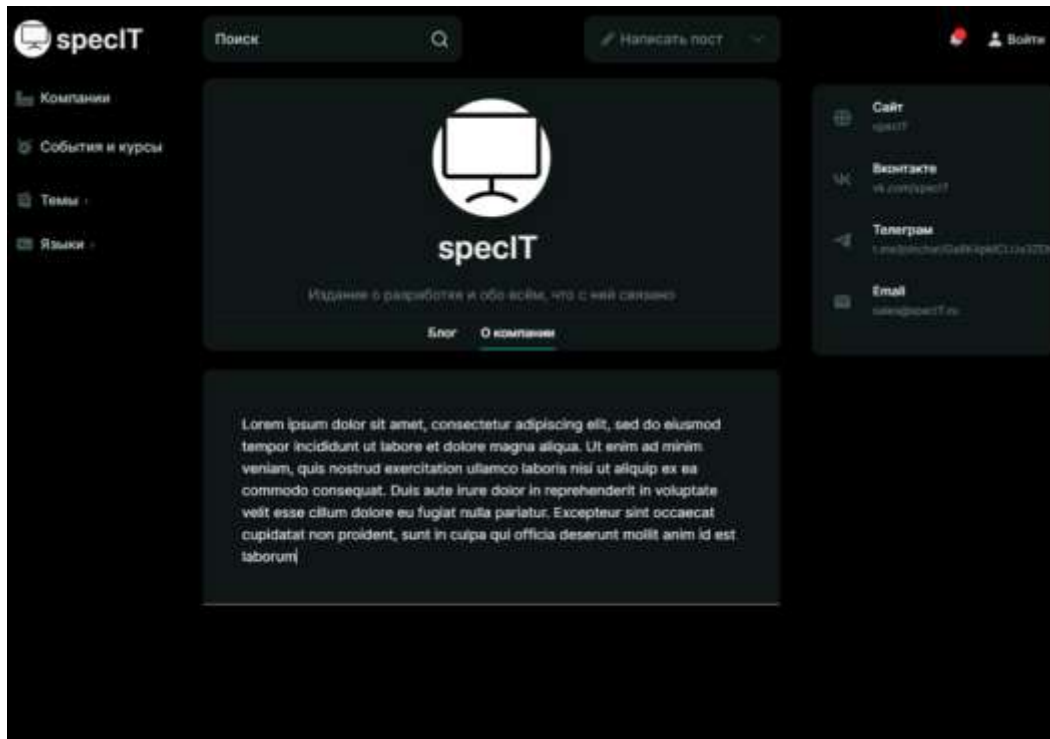 specIT
Поиск
Написать пост
Войти
Компании
События и курсы
Темы
Языки
specIT
Издание о разработке и обо всём, что с ней связано
Блог
О компании
Сайт
specIT
Вконтакте
vk.com/specIT
Телеграм
Email
sales@specIT.ru
Lorem ipsum dolor sit amet, consectetur adipiscing elit, sed do eiusmod
tempor incididunt ut labore et dolore magna aliqua. Ut enim ad minim
veniam, quis nostrud exercitation ullamco laboris nisi ut aliquip ex ea
commodo consequat. Duis aute irure dolor in reprehenderit in voluptate
velit esse cillum dolore eu fugiat nulla pariatur. Excepteur sint occaecat
cupidatat non proident, sunt in culpa qui officia deserunt mollit anim id est
laborum